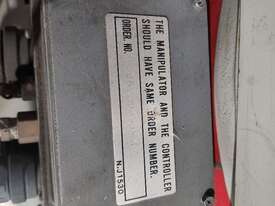 THE MANIPULATOR AND THE CONTROLLER
SHOULD HAVE SAME ORDER NUMBER.
ORDER. NO.
NJ1530